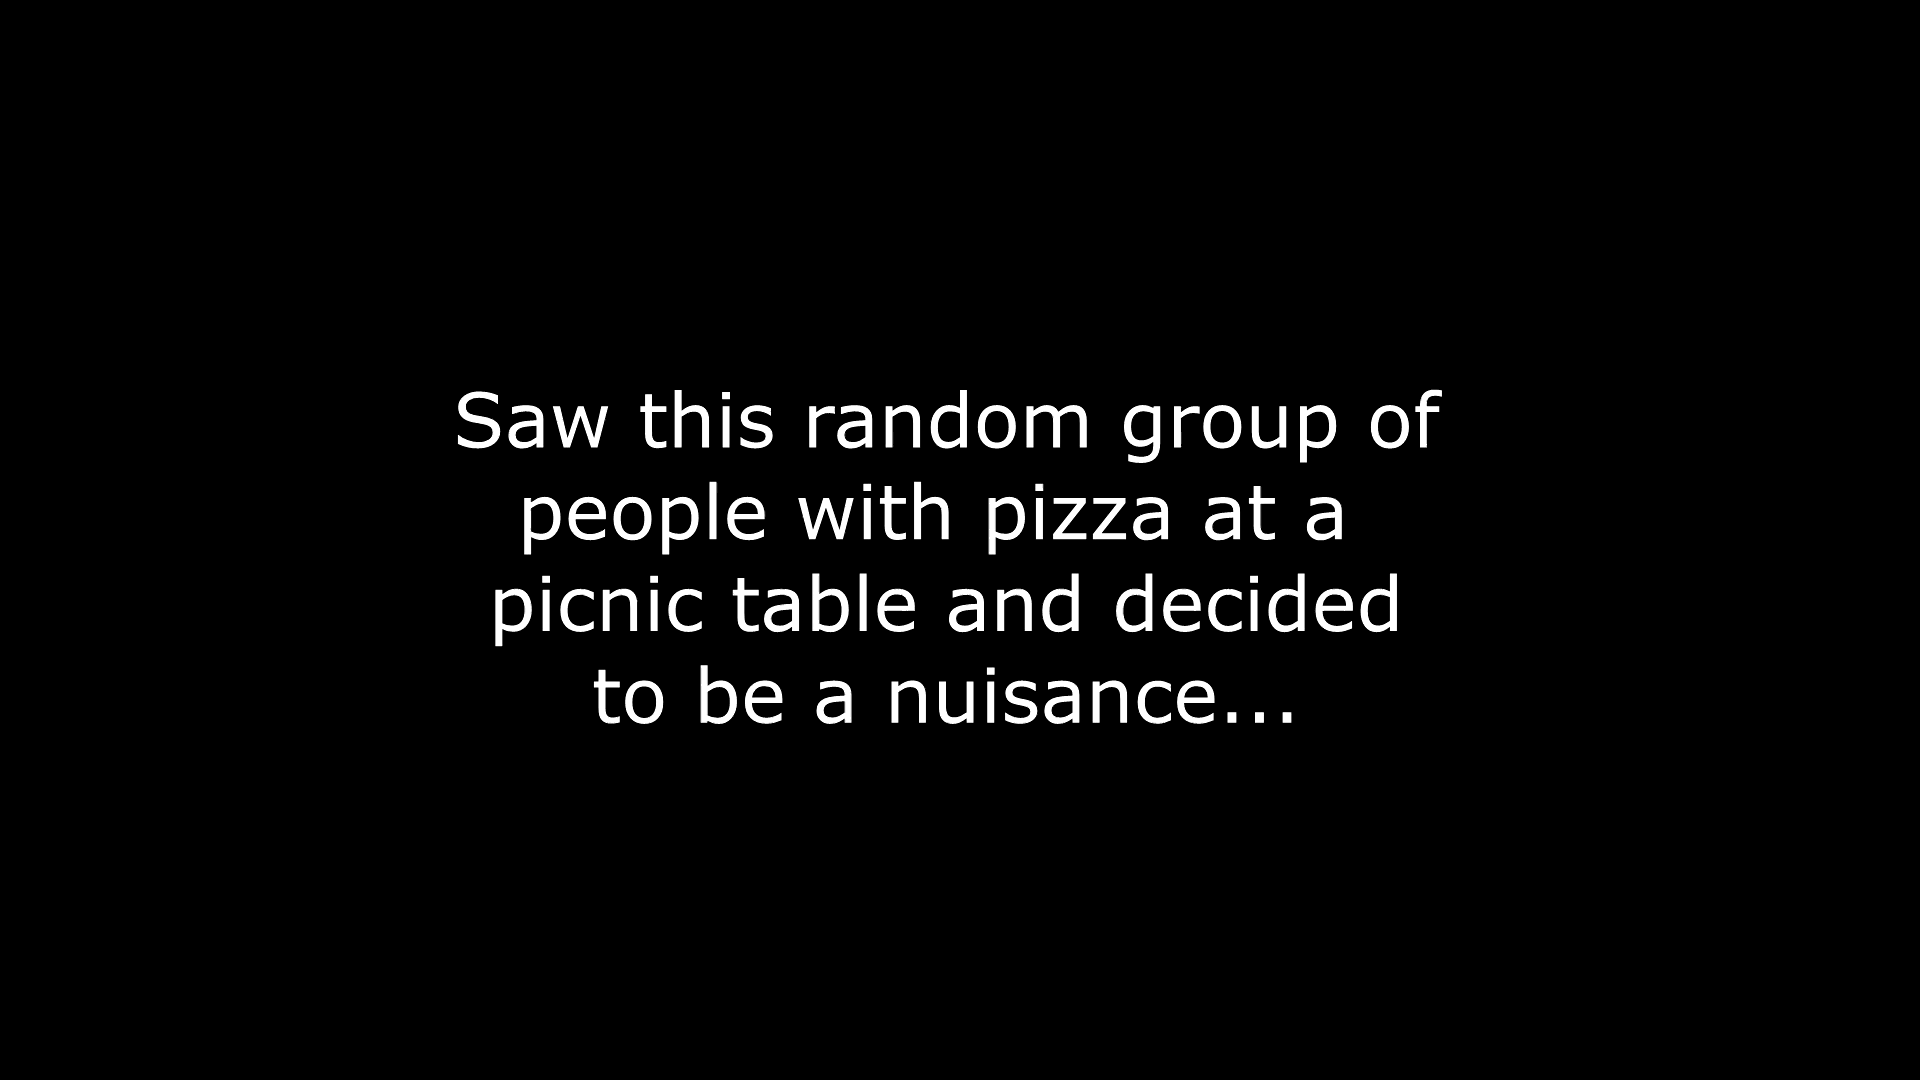 Saw this random group of
people with pizza at a
picnic table and decided
to be a nuisance...